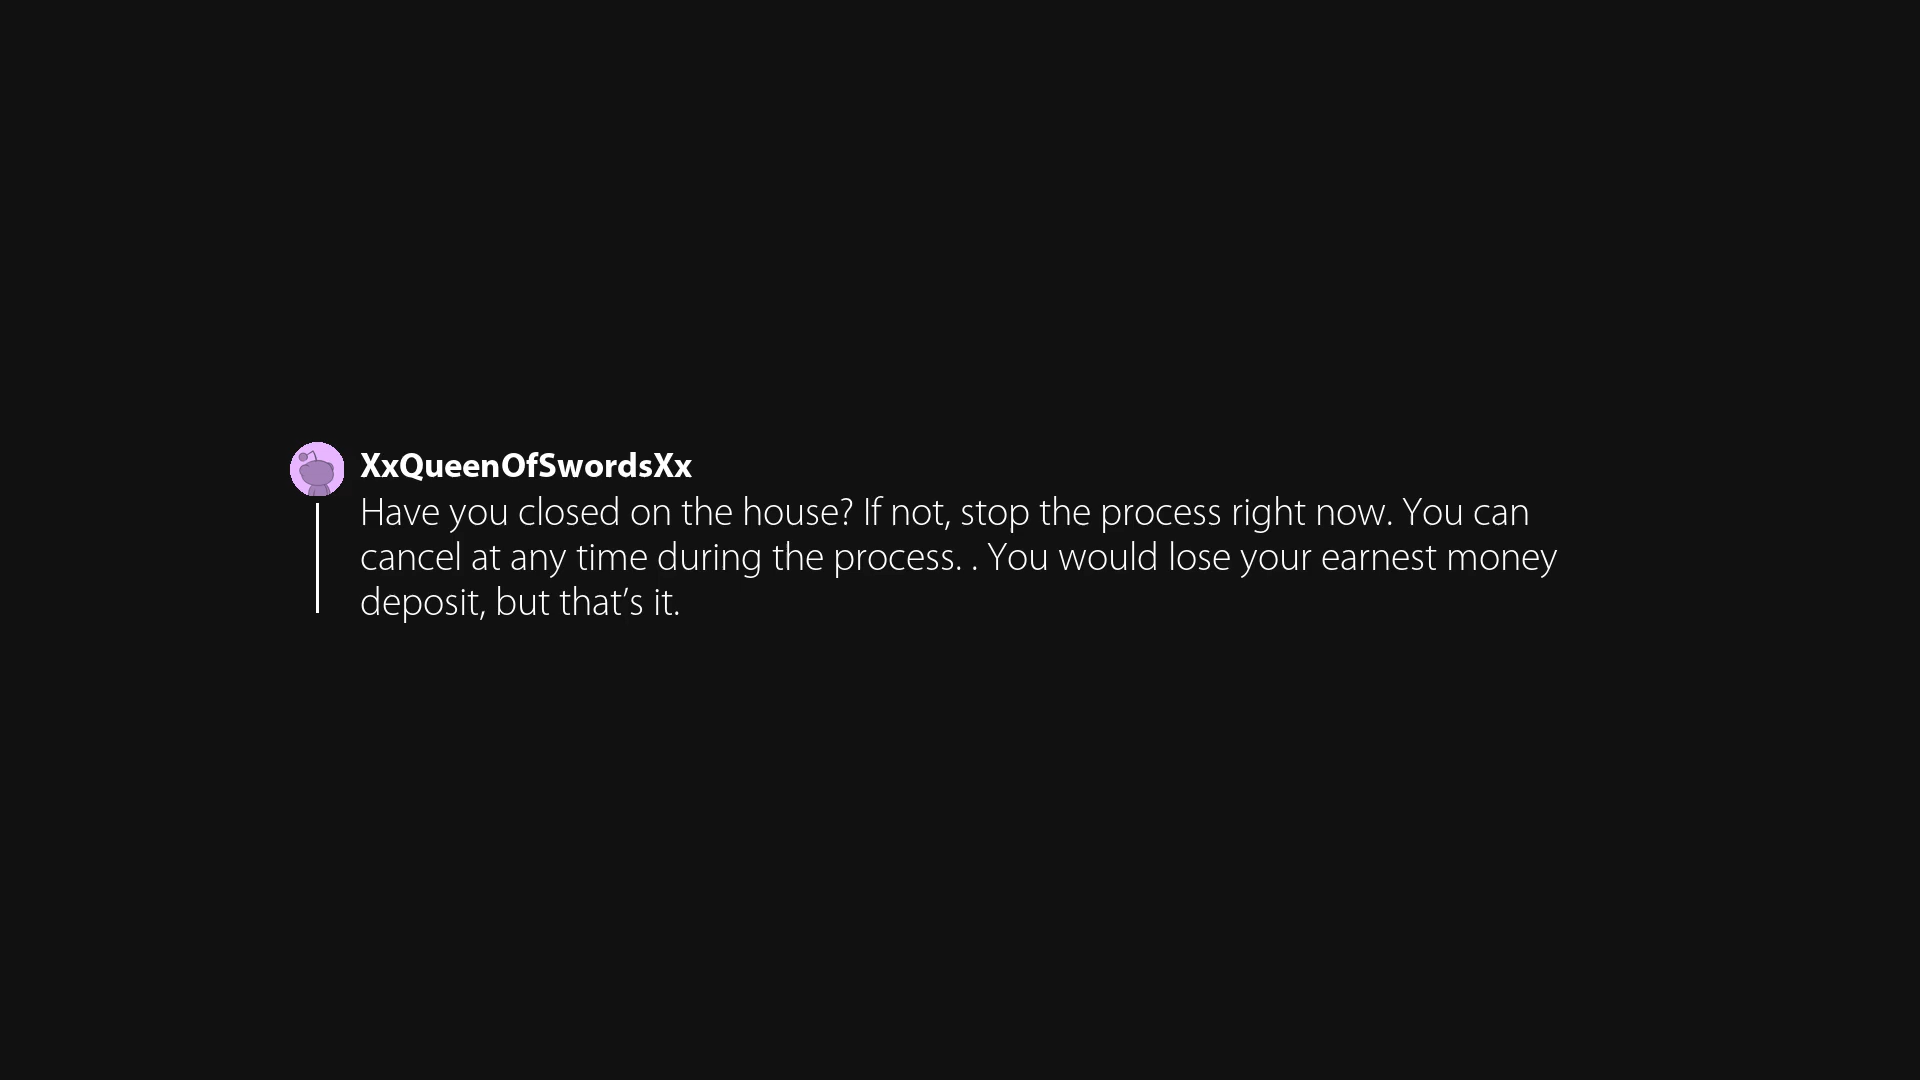 XxQueenOfSwordsXx
Have you closed on the house? If not, stop the process right now. You can
cancel at any time during the process. . You would lose your earnest money
deposit, but that’s it.